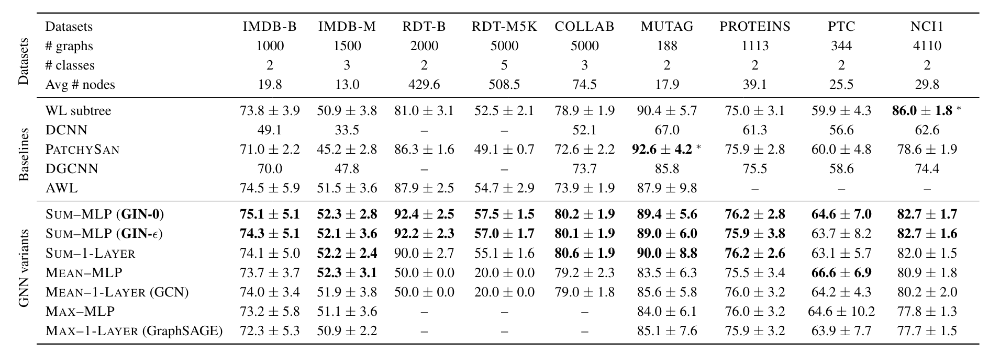 Datasets
Datasets IMDB-B IMDB-M RDT-B RDT-M5K COLLAB MUTAG PROTEINS PTC NCI1
# graphs 1000 1500 2000 5000 5000 188 1113 344 4110
# classes 2 3 2 5 3 2 2 2 2
Avg # nodes 19.8 13.0 429.6 508.5 74.5 17.9 39.1 25.5 29.8
Baselines
WL subtree 73.8 ± 3.9 50.9 ± 3.8 81.0 ± 3.1 52.5 ± 2.1 78.9 ± 1.9 90.4 ± 5.7 75.0 ± 3.1 59.9 ± 4.3 86.0 ± 1.8 *
DCNN 49.1 33.5 – – 52.1 67.0 61.3 56.6 62.6
PATCHYSAN 71.0 ± 2.2 45.2 ± 2.8 86.3 ± 1.6 49.1 ± 0.7 72.6 ± 2.2 92.6 ± 4.2 * 75.9 ± 2.8 60.0 ± 4.8 78.6 ± 1.9
DGCNN 70.0 47.8 – – 73.7 85.8 75.5 58.6 74.4
AWL 74.5 ± 5.9 51.5 ± 3.6 87.9 ± 2.5 54.7 ± 2.9 73.9 ± 1.9 87.9 ± 9.8 – – –
GNN variants
SUM–MLP (GIN-0) 75.1 ± 5.1 52.3 ± 2.8 92.4 ± 2.5 57.5 ± 1.5 80.2 ± 1.9 89.4 ± 5.6 76.2 ± 2.8 64.6 ± 7.0 82.7 ± 1.7
SUM–MLP (GIN-ϵ) 74.3 ± 5.1 52.1 ± 3.6 92.2 ± 2.3 57.0 ± 1.7 80.1 ± 1.9 89.0 ± 6.0 75.9 ± 3.8 63.7 ± 8.2 82.7 ± 1.6
SUM–1-LAYER 74.1 ± 5.0 52.2 ± 2.4 90.0 ± 2.7 55.1 ± 1.6 80.6 ± 1.9 90.0 ± 8.8 76.2 ± 2.6 63.1 ± 5.7 82.0 ± 1.5
MEAN–MLP 73.7 ± 3.7 52.3 ± 3.1 50.0 ± 0.0 20.0 ± 0.0 79.2 ± 2.3 83.5 ± 6.3 75.5 ± 3.4 66.6 ± 6.9 80.9 ± 1.8
MEAN–1-LAYER (GCN) 74.0 ± 3.4 51.9 ± 3.8 50.0 ± 0.0 20.0 ± 0.0 79.0 ± 1.8 85.6 ± 5.8 76.0 ± 3.2 64.2 ± 4.3 80.2 ± 2.0
MAX–MLP 73.2 ± 5.8 51.1 ± 3.6 – – – 84.0 ± 6.1 76.0 ± 3.2 64.6 ± 10.2 77.8 ± 1.3
MAX–1-LAYER (GraphSAGE) 72.3 ± 5.3 50.9 ± 2.2 – – – 85.1 ± 7.6 75.9 ± 3.2 63.9 ± 7.7 77.7 ± 1.5